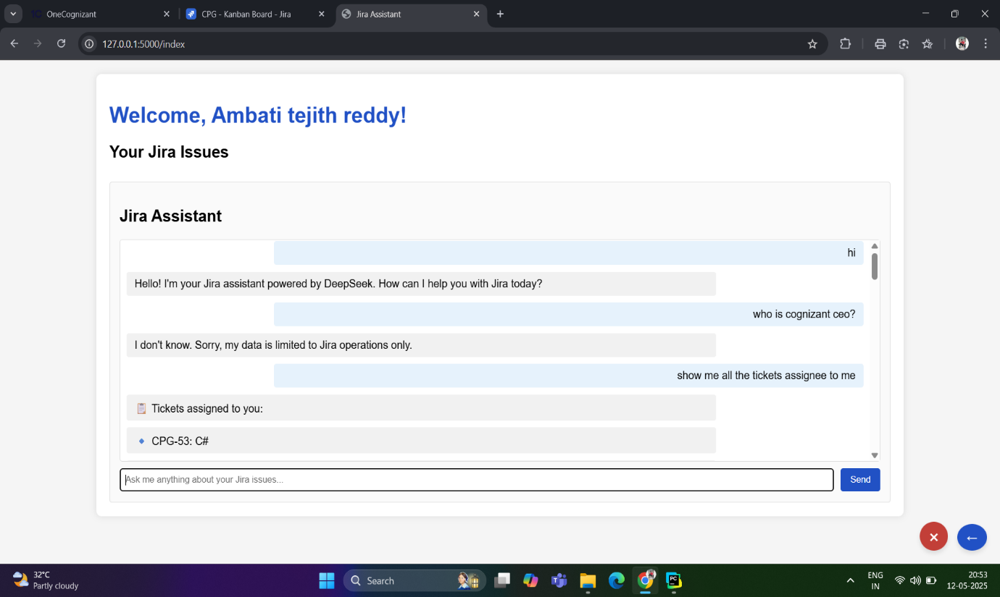 OneCognizant
CPG - Kanban Board - Jira
Jira Assistant
127.0.0.1:5000/index
Welcome, Ambati tejith reddy!
Your Jira Issues
Jira Assistant
hi
Hello! I'm your Jira assistant powered by DeepSeek. How can I help you with Jira today?
who is cognizant ceo?
I don't know. Sorry, my data is limited to Jira operations only.
show me all the tickets assignee to me
Tickets assigned to you:
CPG-53: C#
Ask me anything about your Jira issues...
Send
32°C
Partly cloudy
Search
PC
ENG
IN
20:53
12-05-2025